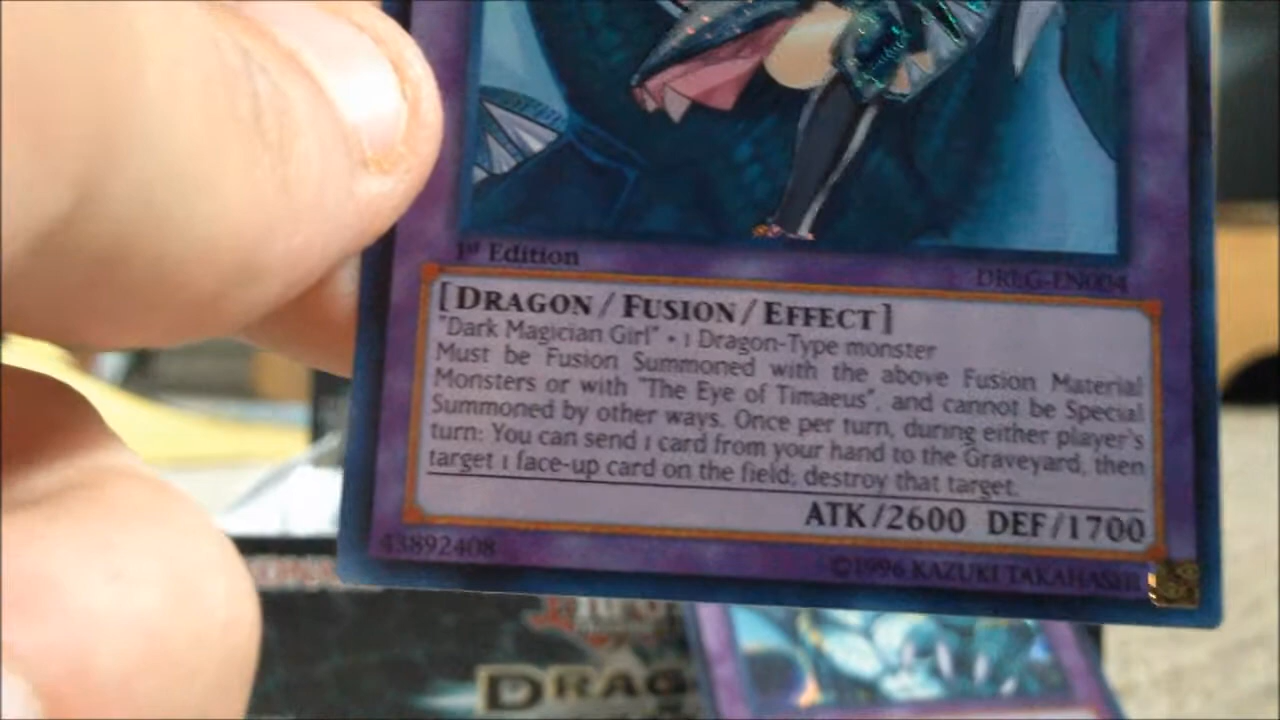 1st Edition
DRLG-EN004
[DRAGON / FUSION / EFFECT]
"Dark Magician Girl" + 1 Dragon-Type monster
Must be Fusion Summoned with the above Fusion Material
Monsters or with "The Eye of Timaeus", and cannot be Special
Summoned by other ways. Once per turn, during either player's
turn: You can send 1 card from your hand to the Graveyard, then
target 1 face-up card on the field; destroy that target.
ATK/2600 DEF/1700
43892408
©1996 KAZUKI TAKAHASHI
DRAG